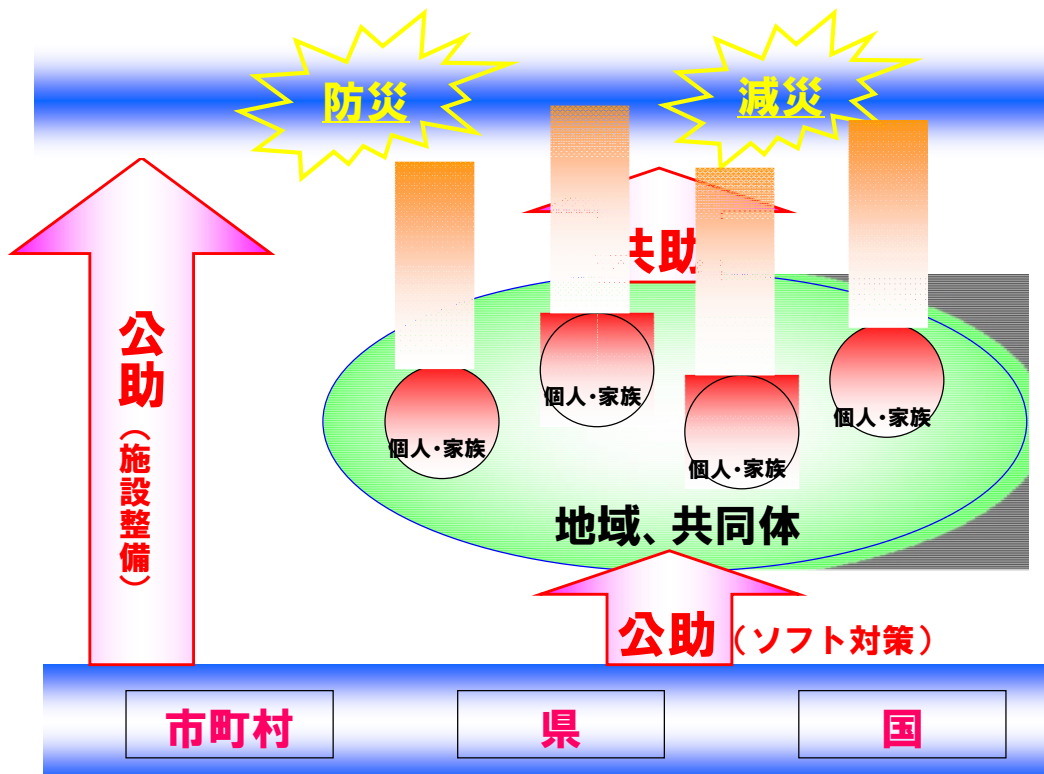 防災
減災
共助
公助
（施設整備）
個人・家族
個人・家族
個人・家族
個人・家族
地域、共同体
公助（ソフト対策）
市町村
県
国